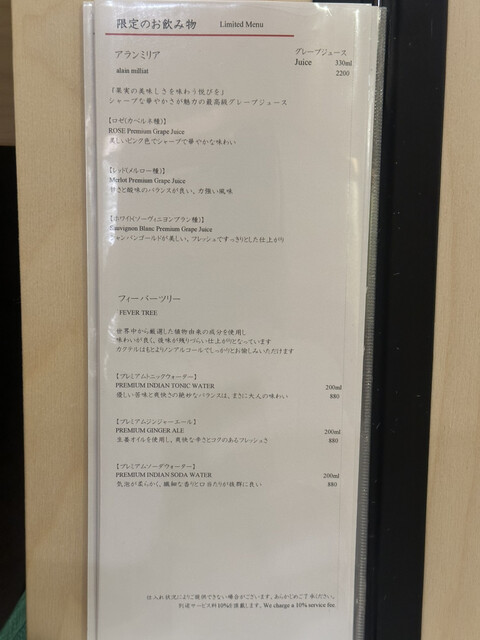 限定のお飲み物 Limited Menu
アランミリア グレープジュース
alain milliat Juice 330ml
2200
『果実の美味しさを味わう悦びを』
シャープな華やかさが魅力の最高級グレープジュース
【ロゼ(カベルネ種)】
ROSE Premium Grape Juice
美しいピンク色でシャープで華やかな味わい
【レッド(メルロー種)】
Merlot Premium Grape Juice
甘さと酸味のバランスが良い、力強い風味
【ホワイト(ソーヴィニヨンブラン種)】
Sauvignon Blanc Premium Grape Juice
シャンパンゴールドが美しい、フレッシュですっきりとした仕上がり
フィーバーツリー
FEVER TREE
世界中から厳選した植物由来の成分を使用し
味わいが良く、後味が残りづらい仕上がりとなっています
カクテルはもとよりノンアルコールでしっかりとお愉しみいただけます
【プレミアムトニックウォーター】
PREMIUM INDIAN TONIC WATER 200ml
優しい苦味と爽快さの絶妙なバランスは、まさに大人の味わい 880
【プレミアムジンジャーエール】
PREMIUM GINGER ALE 200ml
生姜オイルを使用し、爽快な辛さとコクのあるフレッシュさ 880
【プレミアムソーダウォーター】
PREMIUM INDIAN SODA WATER 200ml
気泡が柔らかく、繊細な香りと口当たりが抜群に良い 880
仕入れ状況によりご提供できない場合がございます。あらかじめご了承ください。
別途サービス料10%を頂戴します。We charge a 10% service fee.